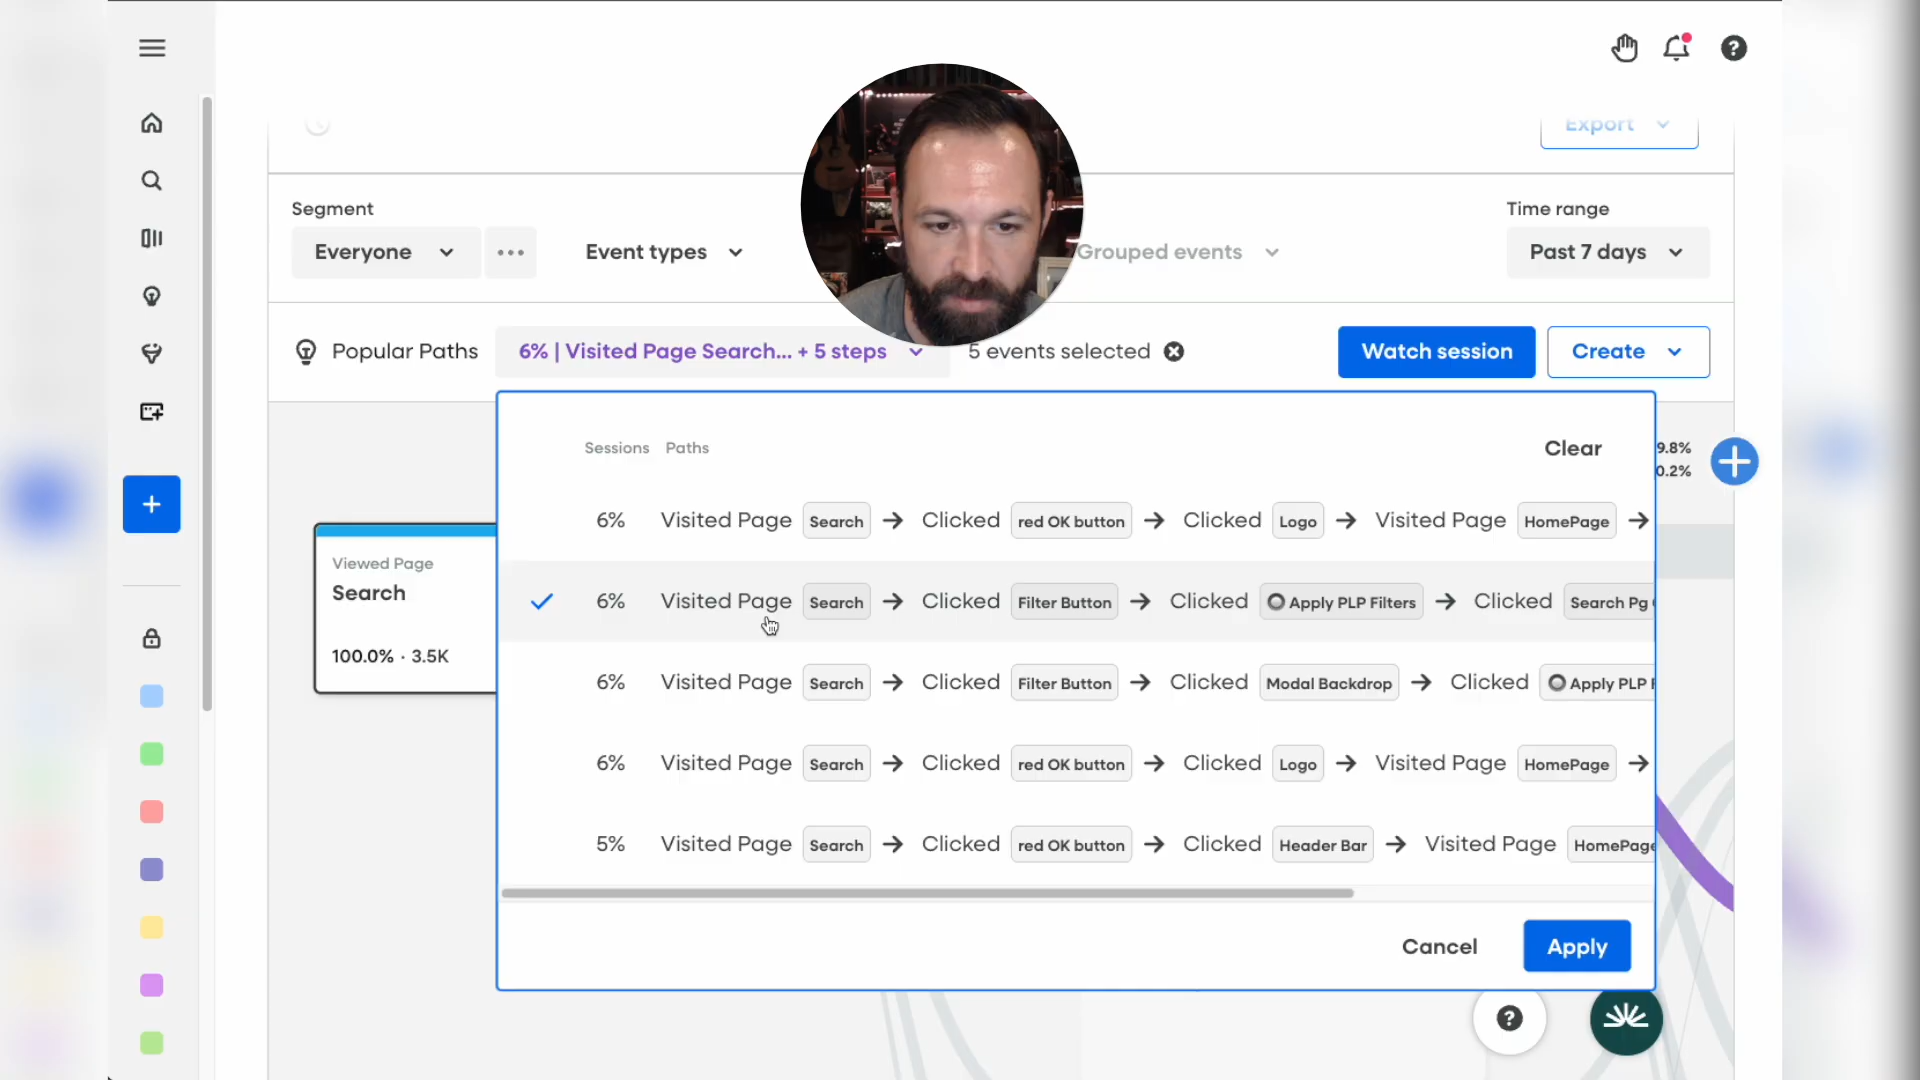 Export
Segment
Time range
Everyone
Event types
Grouped events
Past 7 days
Popular Paths
6% | Visited Page Search... + 5 steps
5 events selected
Watch session
Create
Sessions Paths
Clear
9.8%
0.2%
6% Visited Page Search → Clicked red OK button → Clicked Logo → Visited Page HomePage →
Viewed Page
Search
100.0% · 3.5K
6% Visited Page Search → Clicked Filter Button → Clicked Apply PLP Filters → Clicked Search Pg
6% Visited Page Search → Clicked Filter Button → Clicked Modal Backdrop → Clicked Apply PLP
6% Visited Page Search → Clicked red OK button → Clicked Logo → Visited Page HomePage →
5% Visited Page Search → Clicked red OK button → Clicked Header Bar → Visited Page HomePage
Cancel
Apply